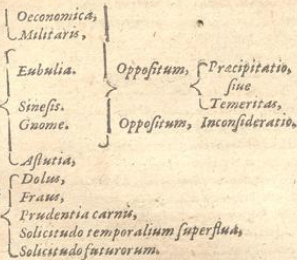 Oeconomica,
Militaris,
Eubulia. Oppoſitum, Præcipitatio,
ſiue
Sineſis. Temeritas,
Gnome. Oppoſitum, Inconſideratio.
Aſtutia,
Dolus,
Fraus,
Prudentia carnis,
Solicitudo temporalium ſuperflua,
Solicitudo futurorum.